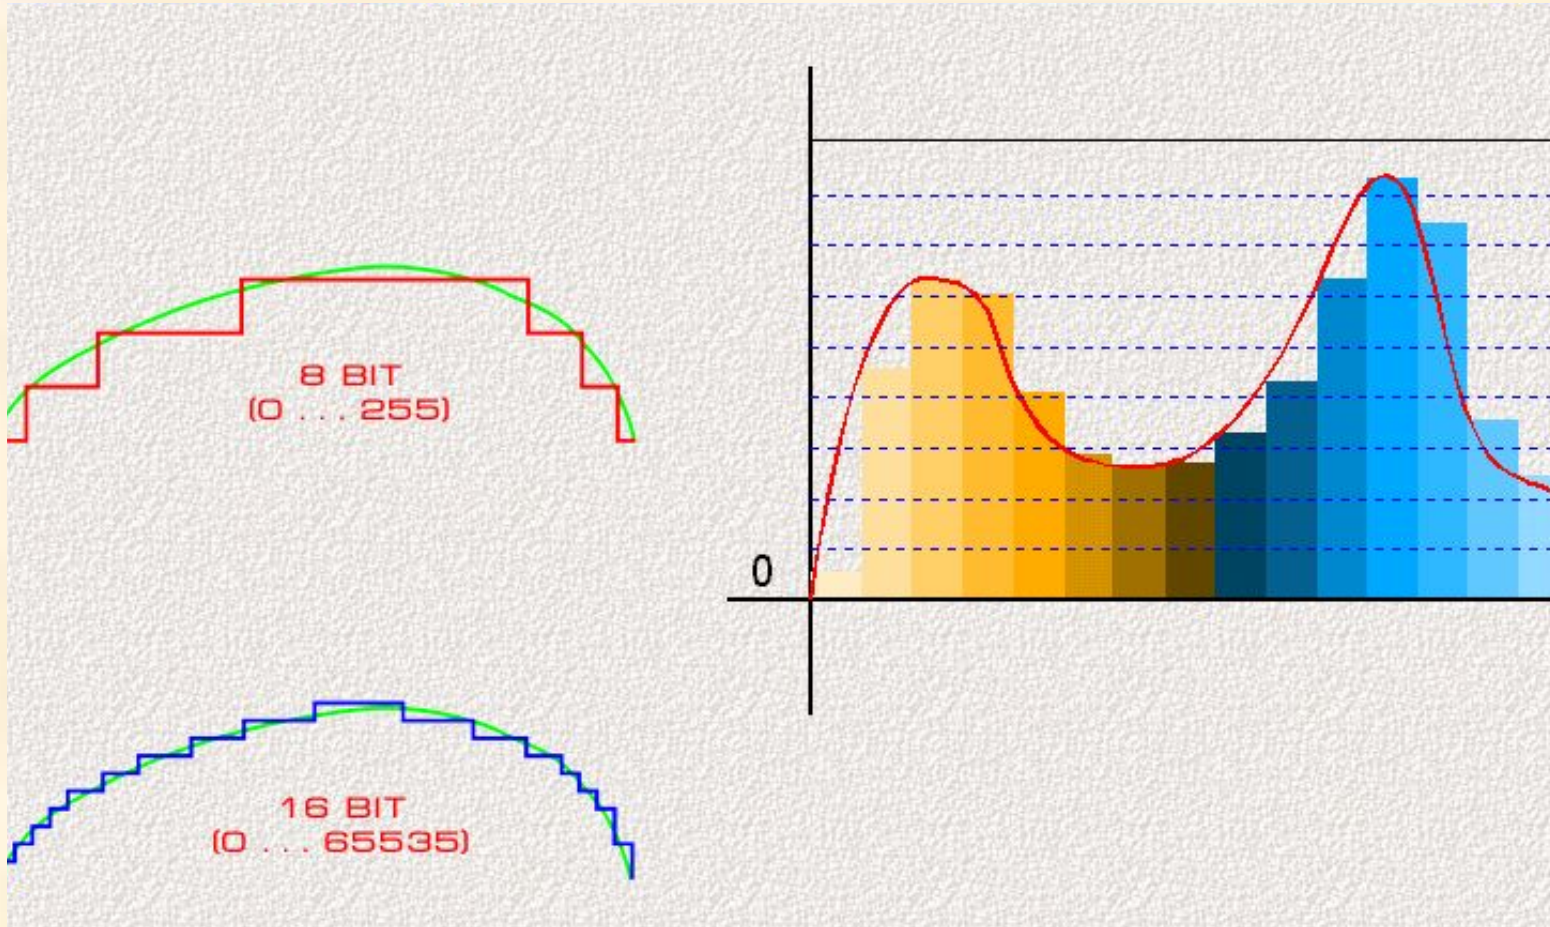 8 BIT
(0 . . . 255)
0
16 BIT
(0 . . . 65535)